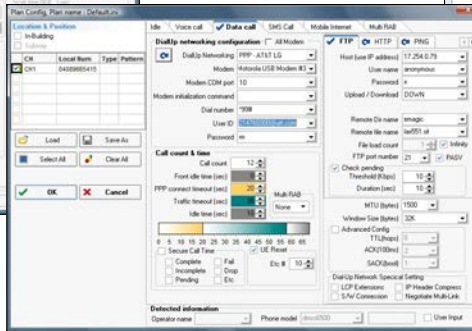 Plan Config, Plan name : Default.ini
Location & Position
In-Building
Subway
CH Local Num Type Pattern
CH1 04089665415
Load Save As
Select All Clear All
OK Cancel
Idle Voice call Data call SMS Call Mobile Internet Multi RAB
DialUp networking configuration All Modem
DialUp Networking PPP - AT&T LG
Modem Motorola USB Modem #3
Modem COM port 10
Modem initialization command
Dial number *99#
User ID
Password
Call count & time
Call count 12
Front idle time (sec)
PPP connect timeout (sec) 20
Traffic timeout (sec)
Idle time (sec) 10
Multi RAB
None
0 5 10 15 20 25 30 35 40 45 50 55 60 65
Secure Call Time UE Reset
Complete Fail
Incomplete Drop
Pending Etc
Etc # 10
FTP HTTP PING
Host (use IP address) 17.254.0.79
User name anonymous
Password x
Upload / Download DOWN
Remote Dir name smagic
Remote file name
File load count 1 Infinity
FTP port number 21 PASV
Check pending
Threshold (Kbps) 10
Duration (sec) 10
MTU (bytes) 1500
Window Size (bytes) 32K
Advanced Config
TTL(hops)
ACK(100ms)
SACK(bool)
Dial-Up Network Specical Setting
LCP Extensions IP Header Compress
S/W Comression Negotiate Multi-Link
Detected information
Operator name Phone model User Input